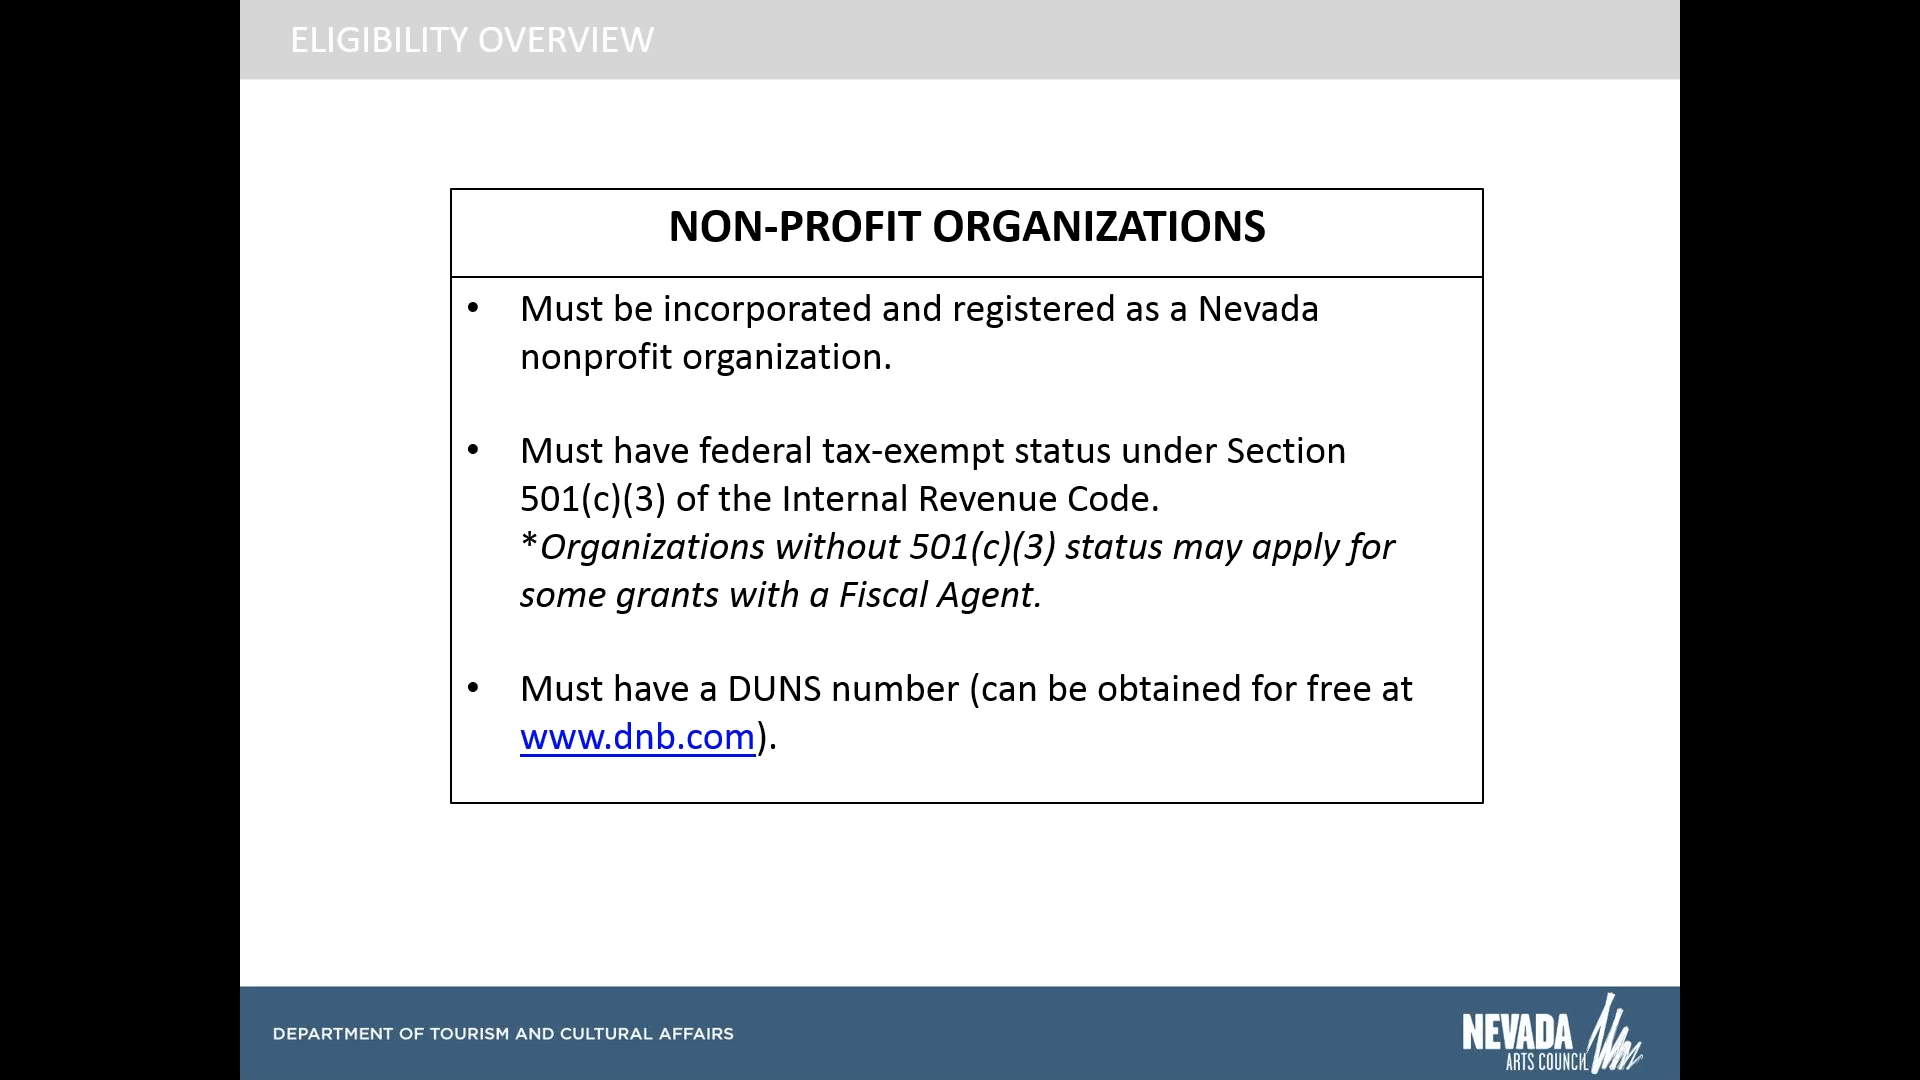 ELIGIBILITY OVERVIEW
NON-PROFIT ORGANIZATIONS
• Must be incorporated and registered as a Nevada
nonprofit organization.
• Must have federal tax-exempt status under Section
501(c)(3) of the Internal Revenue Code.
*Organizations without 501(c)(3) status may apply for
some grants with a Fiscal Agent.
• Must have a DUNS number (can be obtained for free at
www.dnb.com).
DEPARTMENT OF TOURISM AND CULTURAL AFFAIRS
NEVADA
ARTS COUNCIL